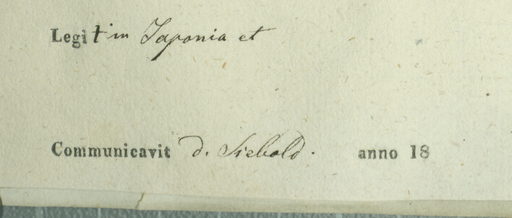 Legit in Japonia et
Communicavit d. Siebold. anno 18